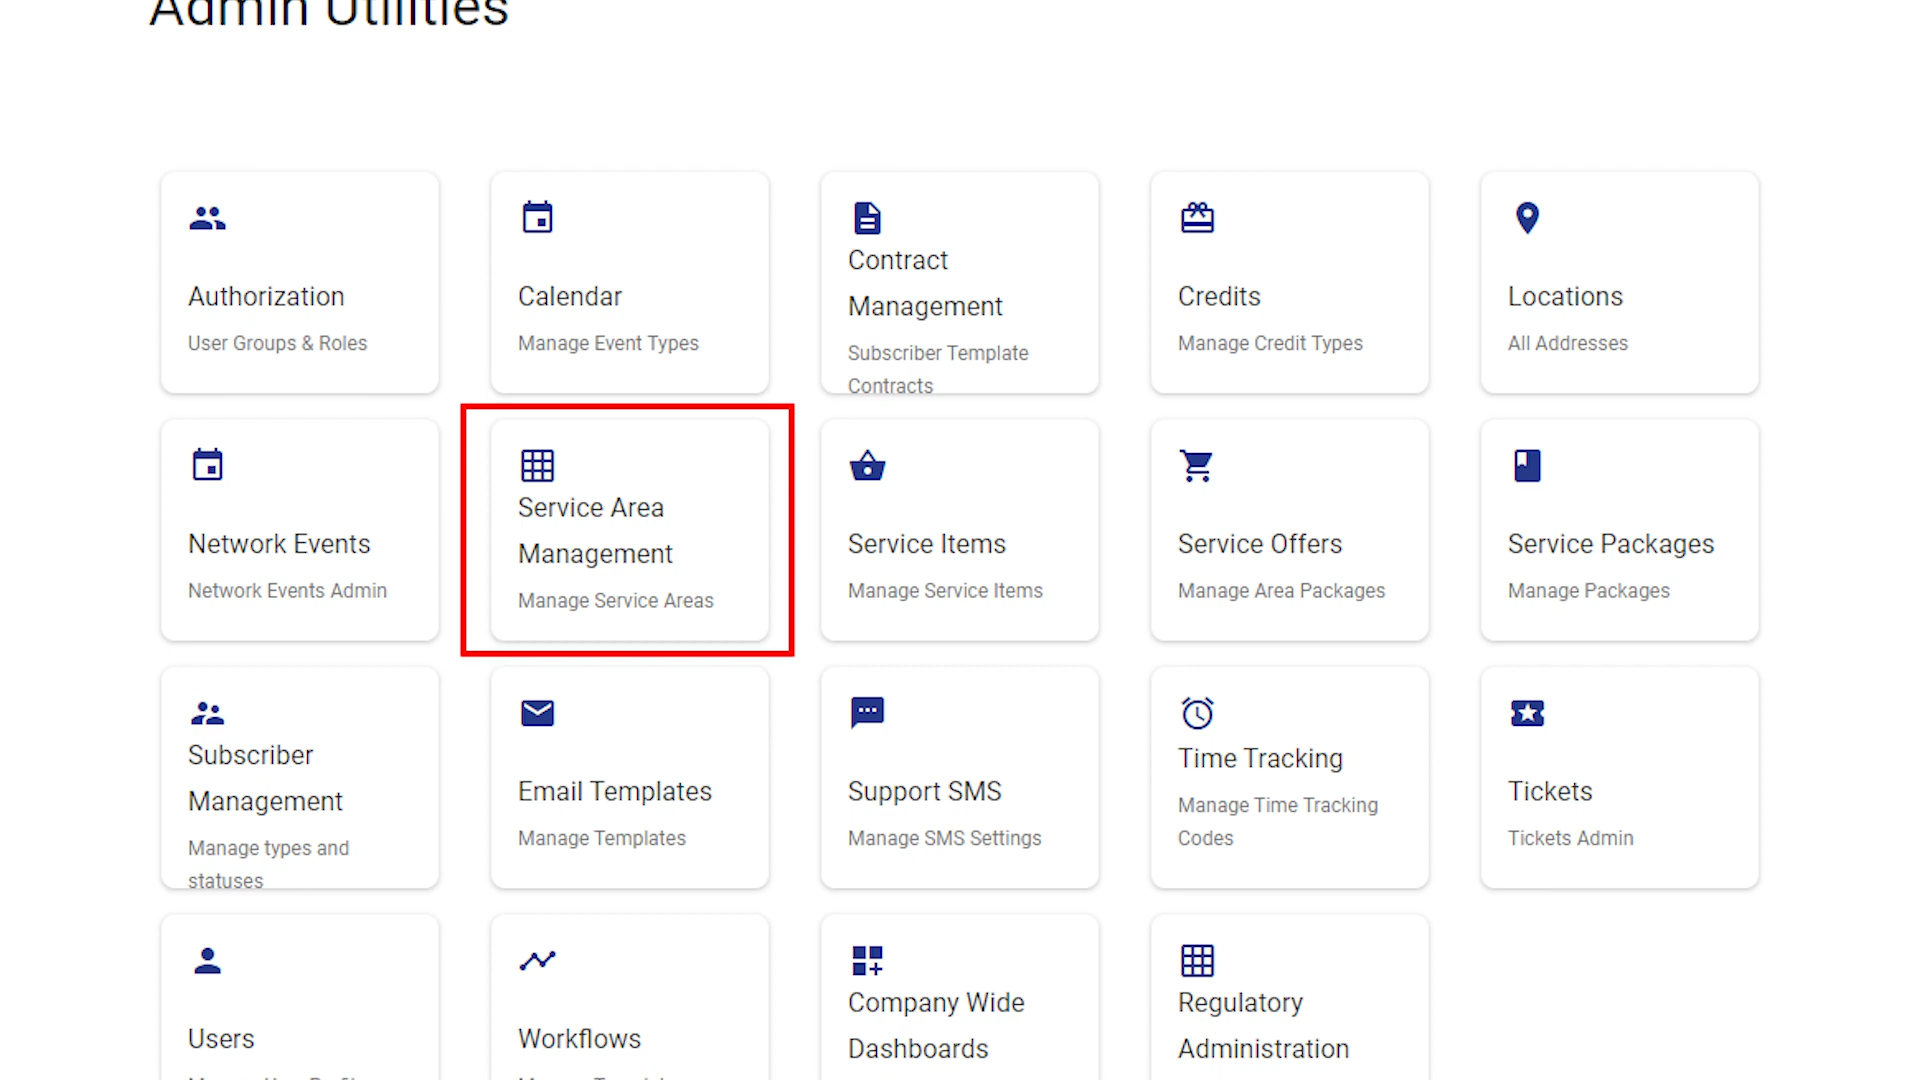 Admin Utilities
Authorization
User Groups & Roles
Calendar
Manage Event Types
Contract
Management
Subscriber Template
Contracts
Credits
Manage Credit Types
Locations
All Addresses
Network Events
Network Events Admin
Service Area
Management
Manage Service Areas
Service Items
Manage Service Items
Service Offers
Manage Area Packages
Service Packages
Manage Packages
Subscriber
Management
Manage types and
statuses
Email Templates
Manage Templates
Support SMS
Manage SMS Settings
Time Tracking
Manage Time Tracking
Codes
Tickets
Tickets Admin
Users
Workflows
Company Wide
Dashboards
Regulatory
Administration